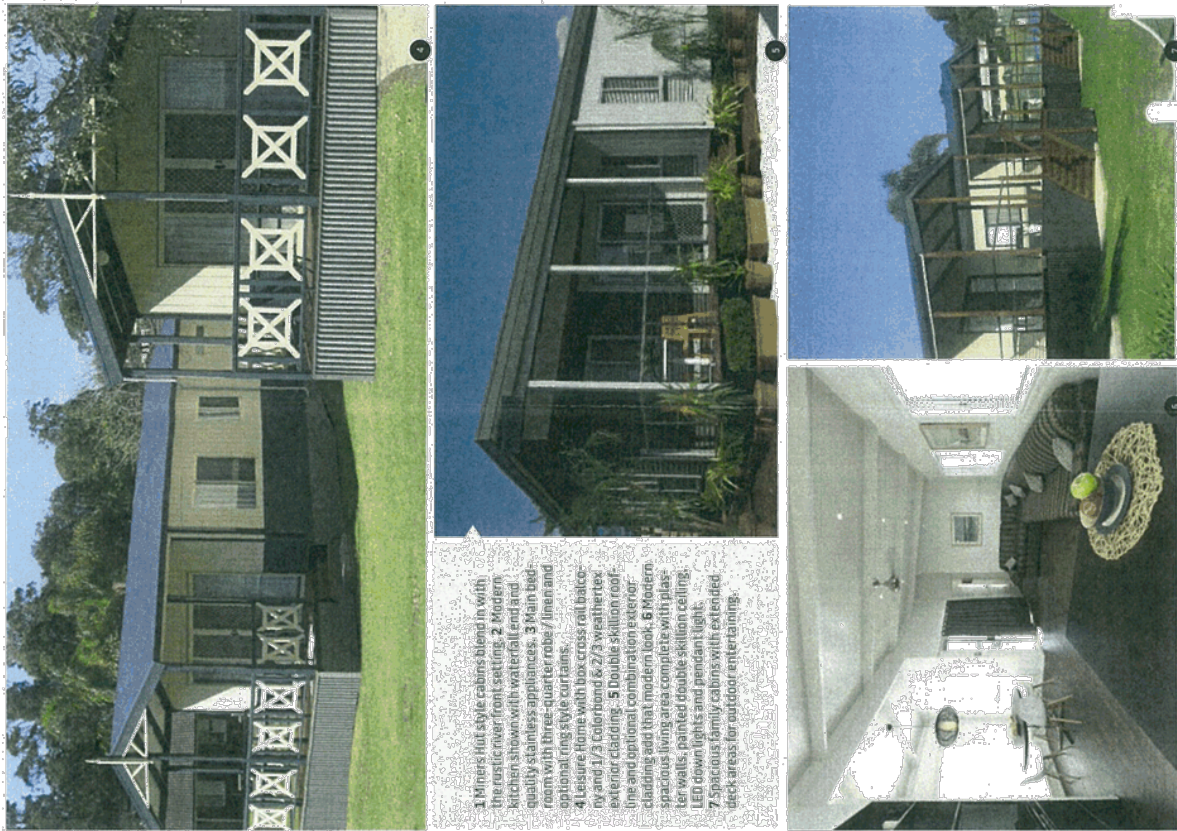 1 Miners Hut style cabins blend in with
the rustic river front setting. 2 Modern
kitchen shown with waterfall end and
quality stainless appliances. 3 Main bed-
room with three-quarter robe / linen and
optional ring style curtains.
4 Leisure Home with box cross rail balco-
ny and 1/3 Colorbond & 2/3 weathertex
exterior cladding. 5 Double skillion roof-
line and optional combination exterior
cladding add that modern look. 6 Modern
spacious living area complete with plas-
ter walls, painted double skillion ceiling,
LED down lights and pendant light.
7 Spacious family cabins with extended
decks areas for outdoor entertaining.
4
5
7
6